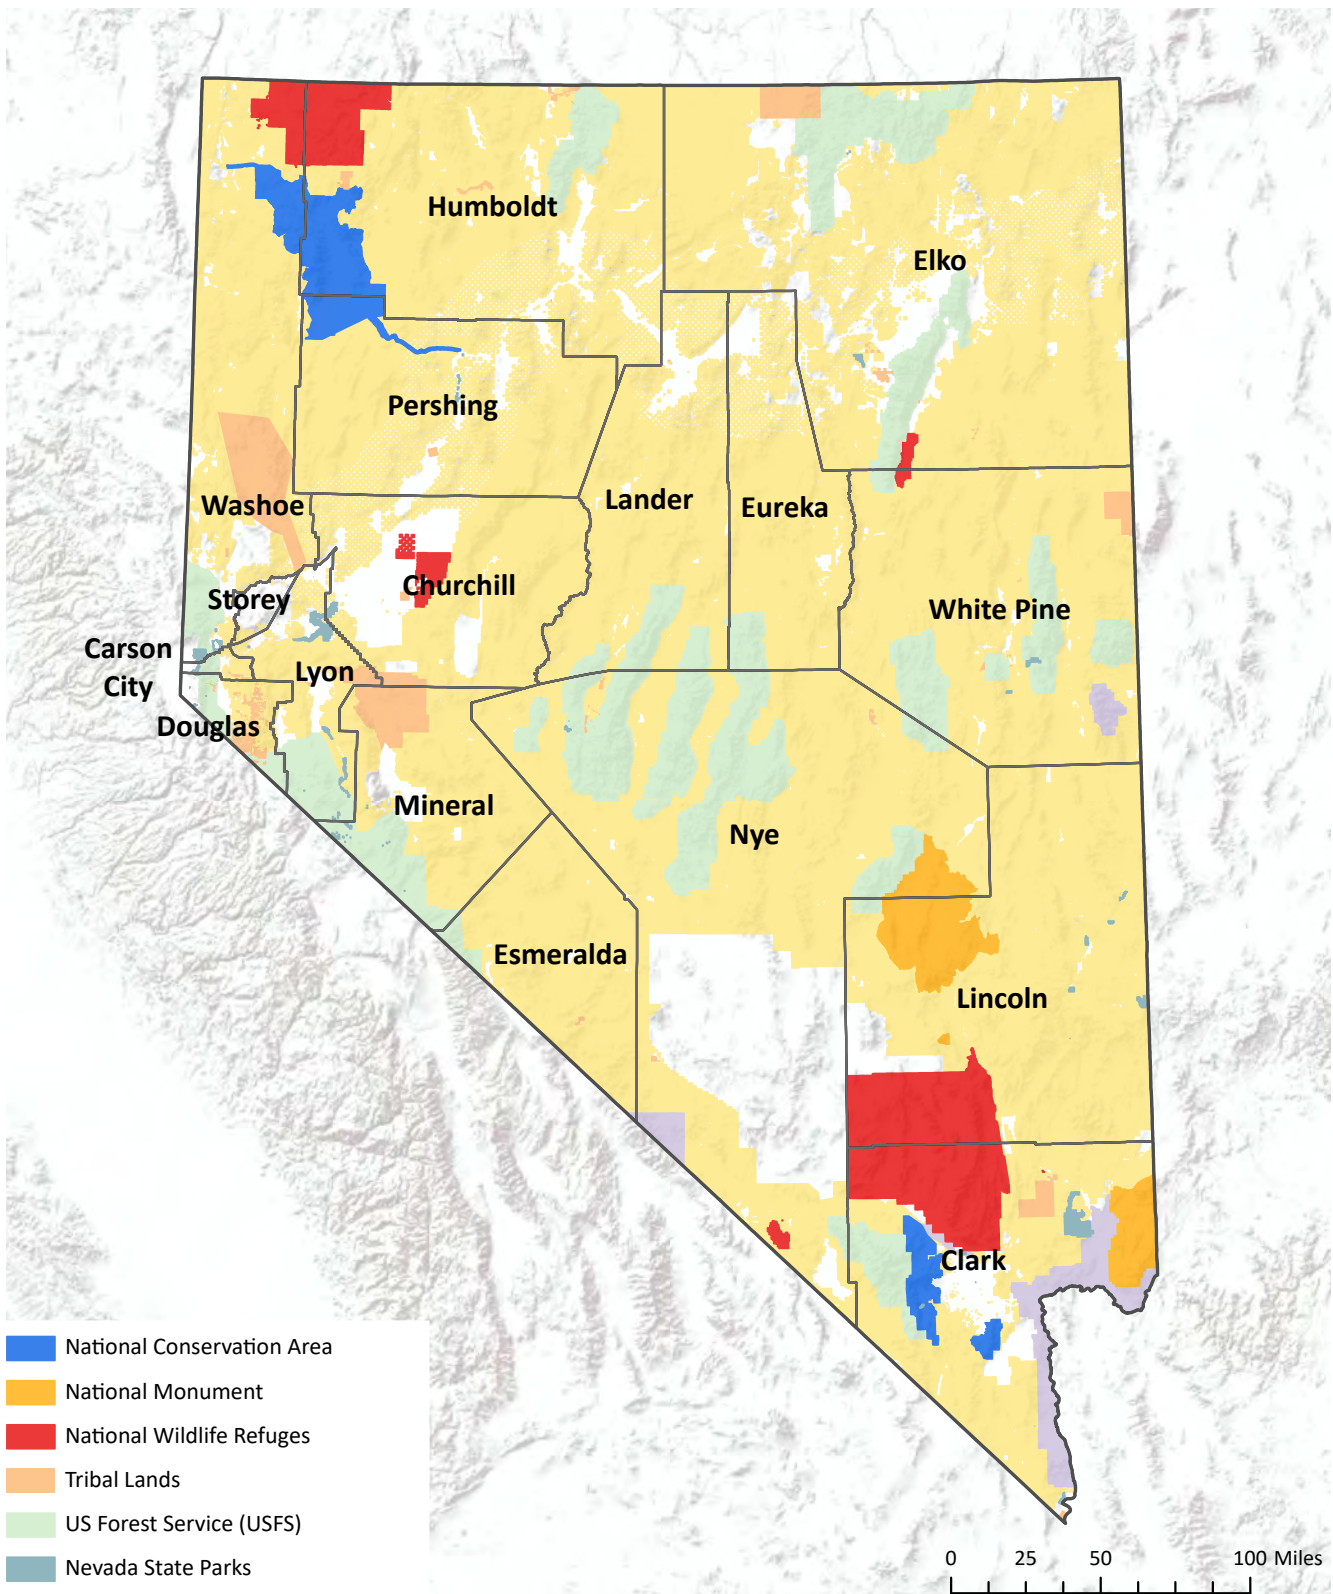 Humboldt
Elko
Pershing
Washoe
Lander
Eureka
Storey
Churchill
White Pine
Carson
City
Lyon
Douglas
Mineral
Nye
Esmeralda
Lincoln
Clark
National Conservation Area
National Monument
National Wildlife Refuges
Tribal Lands
US Forest Service (USFS)
Nevada State Parks
0 25 50 100 Miles